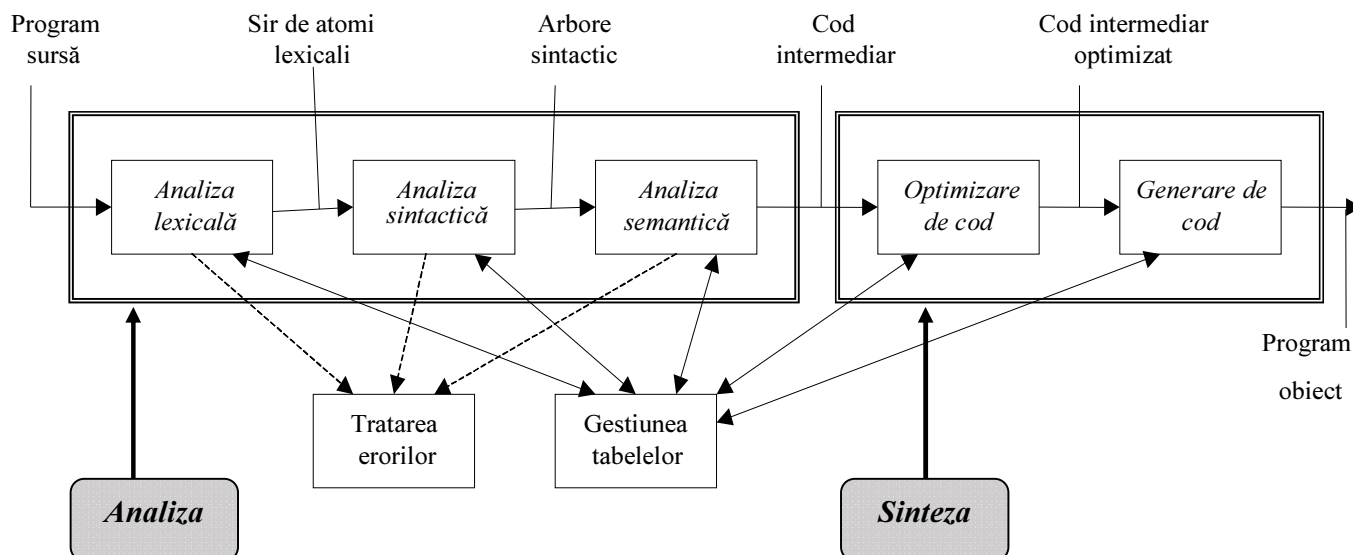 Program
sursă
Sir de atomi
lexicali
Arbore
sintactic
Cod
intermediar
Cod intermediar
optimizat
Analiza
lexicală
Analiza
sintactică
Analiza
semantică
Optimizare
de cod
Generare de
cod
Program
obiect
Tratarea
erorilor
Gestiunea
tabelelor
Analiza
Sinteza